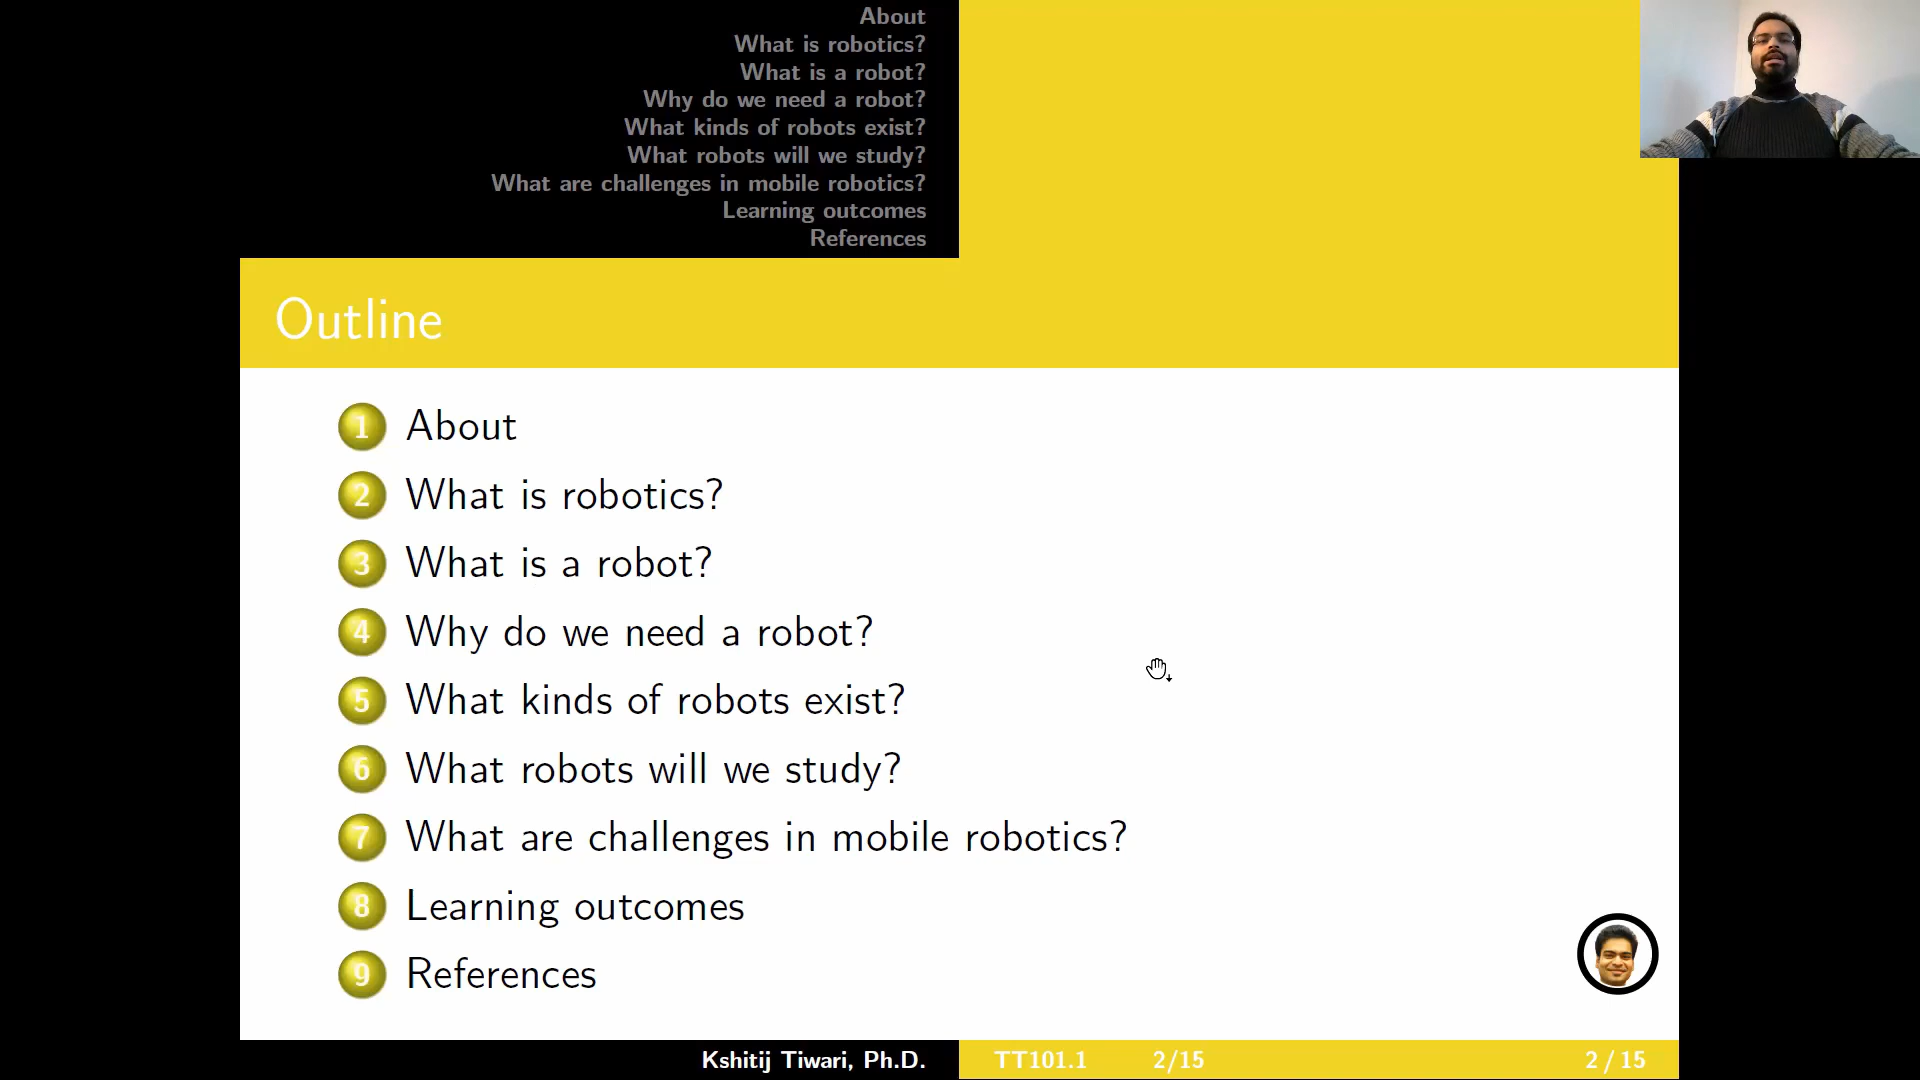 About
What is robotics?
What is a robot?
Why do we need a robot?
What kinds of robots exist?
What robots will we study?
What are challenges in mobile robotics?
Learning outcomes
References
Outline
1 About
2 What is robotics?
3 What is a robot?
4 Why do we need a robot?
5 What kinds of robots exist?
6 What robots will we study?
7 What are challenges in mobile robotics?
8 Learning outcomes
9 References
Kshitij Tiwari, Ph.D. TT101.1 2/15 2 / 15